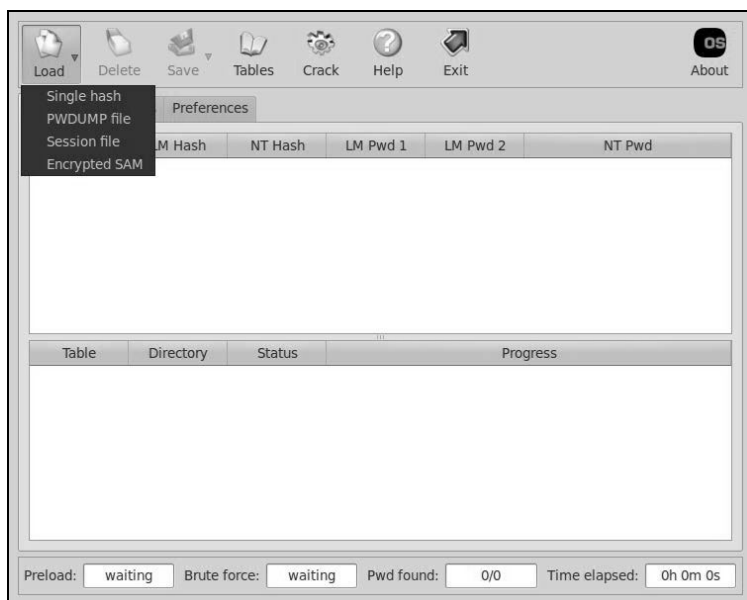 Load Delete Save Tables Crack Help Exit OS About
Single hash
PWDUMP file
Session file
Encrypted SAM
Preferences
LM Hash NT Hash LM Pwd 1 LM Pwd 2 NT Pwd
Table Directory Status Progress
Preload: waiting Brute force: waiting Pwd found: 0/0 Time elapsed: 0h 0m 0s